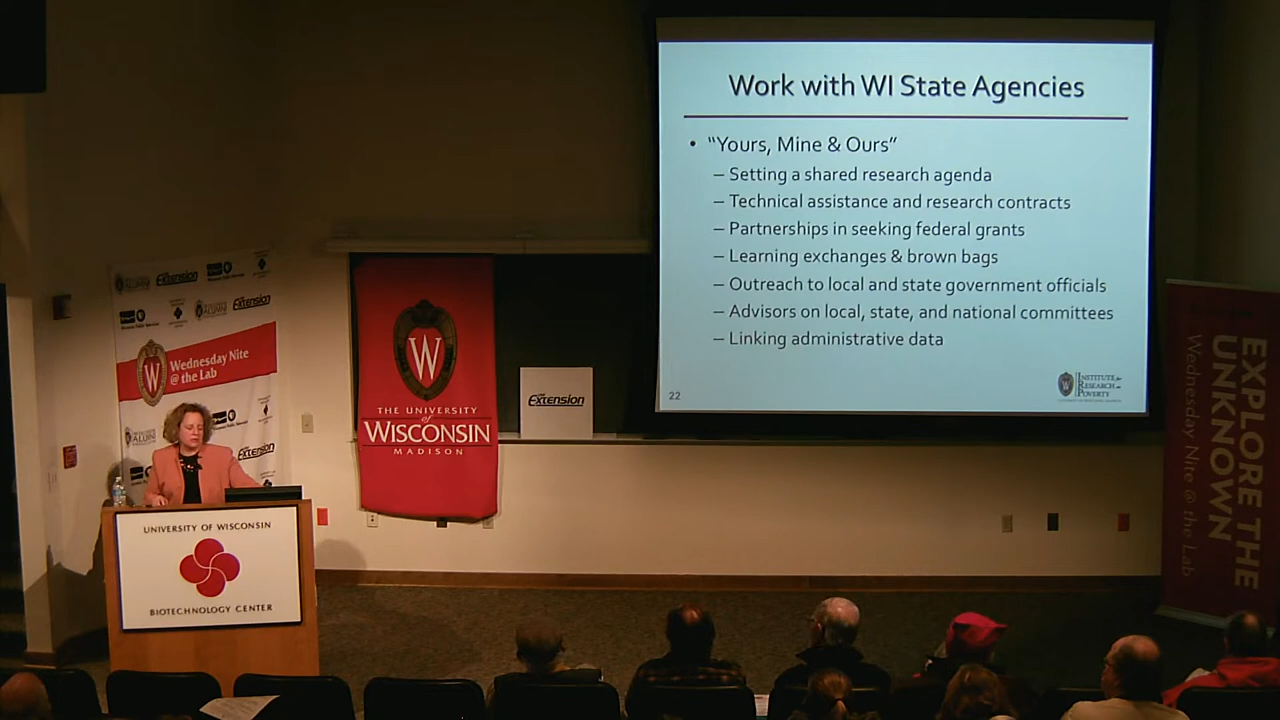 Work with WI State Agencies
• “Yours, Mine & Ours”
– Setting a shared research agenda
– Technical assistance and research contracts
– Partnerships in seeking federal grants
– Learning exchanges & brown bags
– Outreach to local and state government officials
– Advisors on local, state, and national committees
– Linking administrative data
22
INSTITUTE for
RESEARCH on
POVERTY
Extension
Extension
Wednesday Nite
@ the Lab
Extension
W
THE UNIVERSITY
of
WISCONSIN
MADISON
Extension
UNIVERSITY OF WISCONSIN
BIOTECHNOLOGY CENTER
EXPLORE THE
UNKNOWN
Wednesday Nite @ the Lab